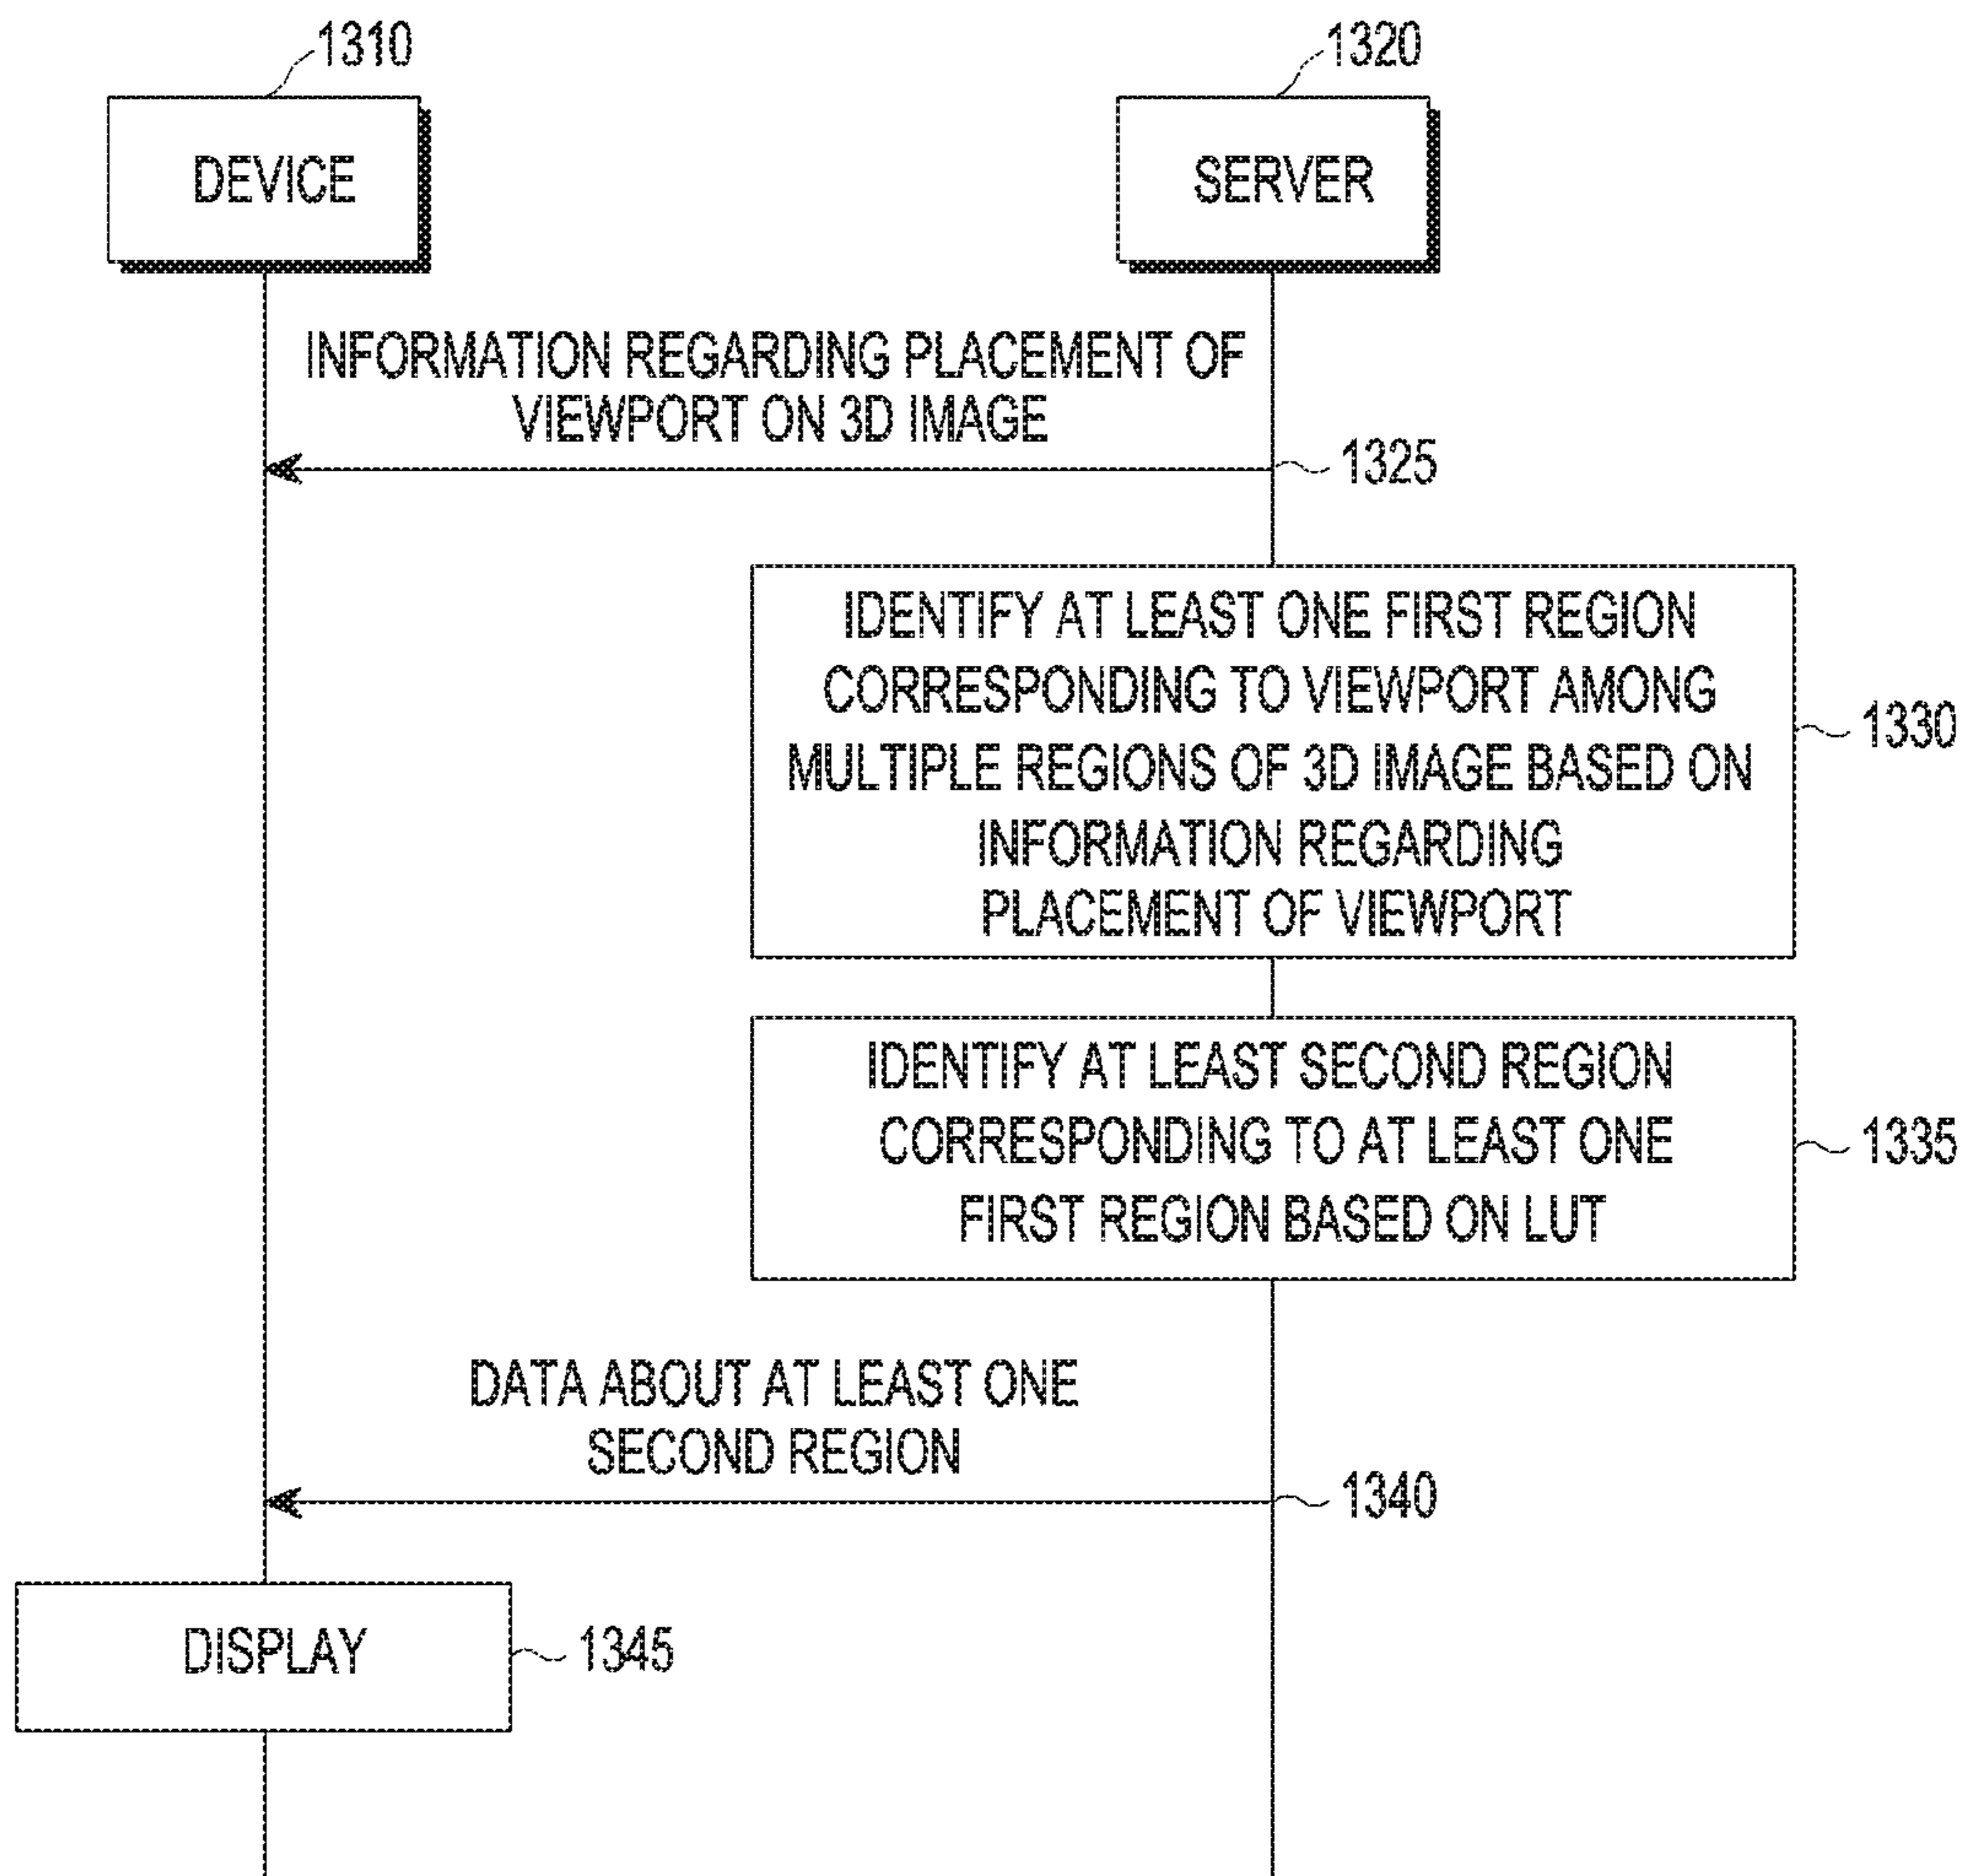 1310
1320
DEVICE
SERVER
INFORMATION REGARDING PLACEMENT OF
VIEWPORT ON 3D IMAGE
1325
IDENTIFY AT LEAST ONE FIRST REGION
CORRESPONDING TO VIEWPORT AMONG
MULTIPLE REGIONS OF 3D IMAGE BASED ON
INFORMATION REGARDING
PLACEMENT OF VIEWPORT
1330
IDENTIFY AT LEAST SECOND REGION
CORRESPONDING TO AT LEAST ONE
FIRST REGION BASED ON LUT
1335
DATA ABOUT AT LEAST ONE
SECOND REGION
1340
DISPLAY
1345